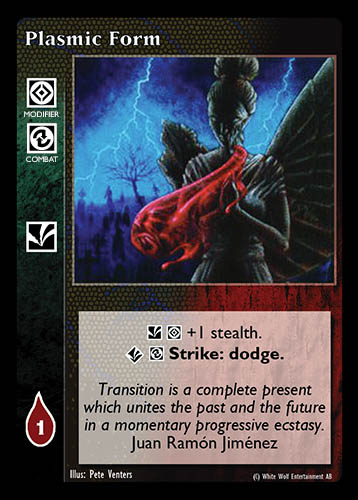 Plasmic Form
MODIFIER
COMBAT
+1 stealth.
Strike: dodge.
Transition is a complete present
which unites the past and the future
in a momentary progressive ecstasy.
Juan Ramón Jiménez
1
Illus: Pete Venters
(C) White Wolf Entertainment AB